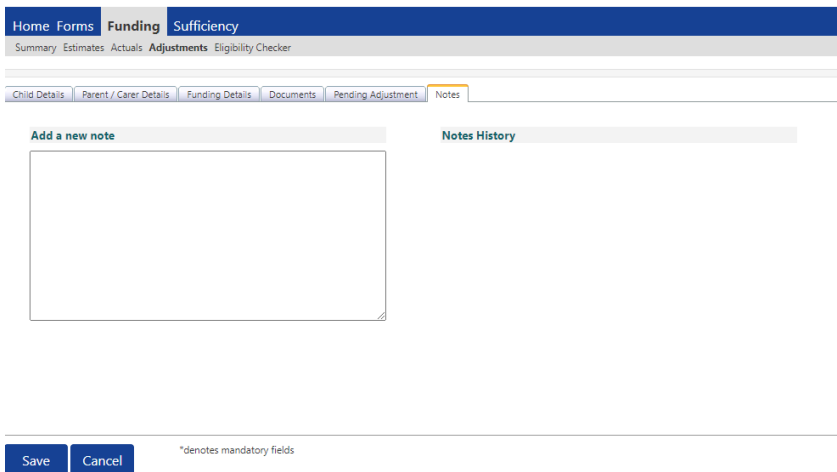 Home Forms Funding Sufficiency
Summary Estimates Actuals Adjustments Eligibility Checker
Child Details Parent / Carer Details Funding Details Documents Pending Adjustment Notes
Add a new note Notes History
Save Cancel *denotes mandatory fields